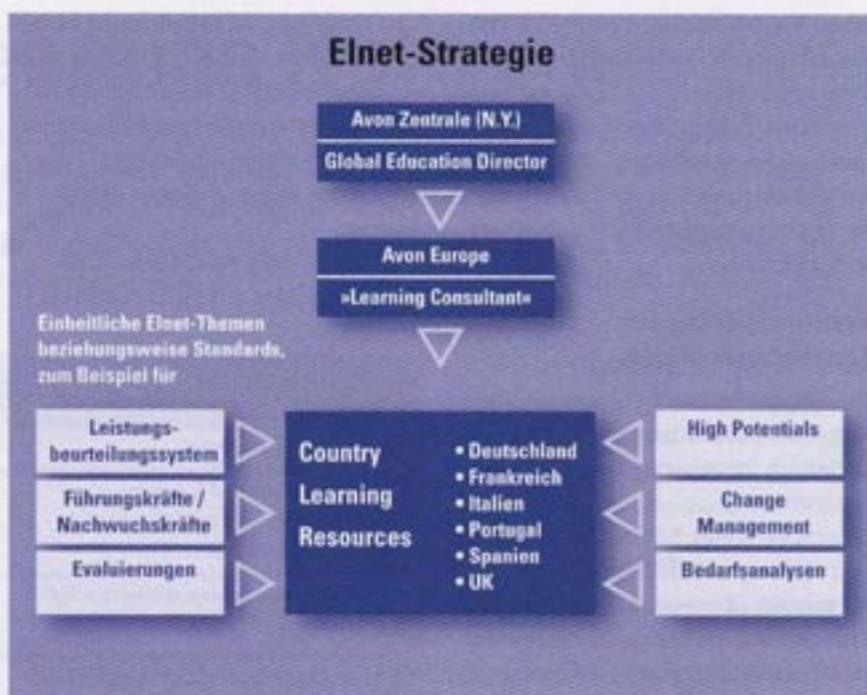 Elnet-Strategie
Avon Zentrale (N.Y.)
Global Education Director
Avon Europe
»Learning Consultant«
Einheitliche Elnet-Themen
beziehungsweise Standards,
zum Beispiel für
Leistungs-
beurteilungssystem
Führungskräfte /
Nachwuchskräfte
Evaluierungen
Country
Learning
Resources
• Deutschland
• Frankreich
• Italien
• Portugal
• Spanien
• UK
High Potentials
Change
Management
Bedarfsanalysen